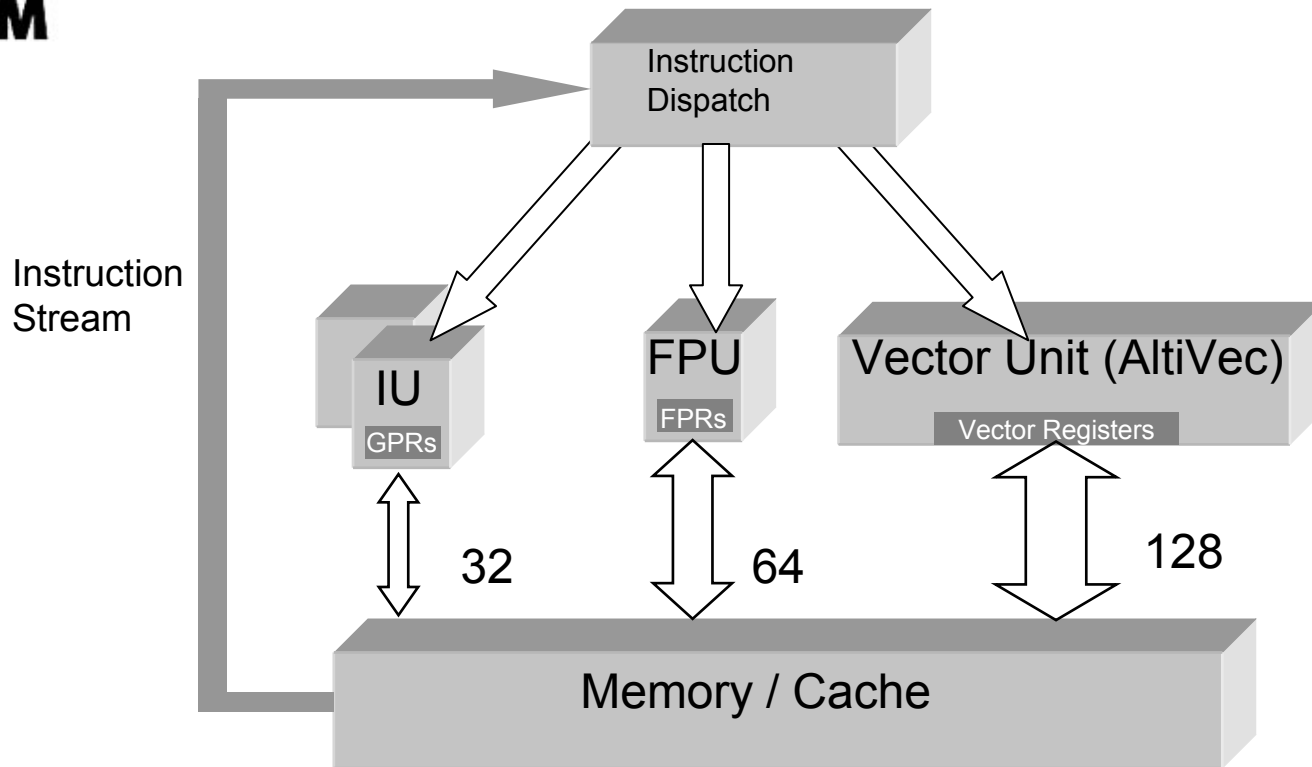 M
Instruction
Dispatch
Instruction
Stream
IU
GPRs
FPU
FPRs
Vector Unit (AltiVec)
Vector Registers
32
64
128
Memory / Cache